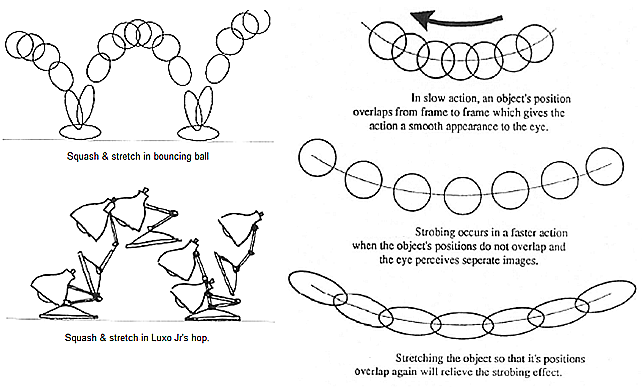 Squash & stretch in bouncing ball
Squash & stretch in Luxo Jr's hop.
In slow action, an object's position
overlaps from frame to frame which gives the
action a smooth appearance to the eye.
Strobing occurs in a faster action
when the object's positions do not overlap and
the eye perceives seperate images.
Stretching the object so that it's positions
overlap again will relieve the strobing effect.